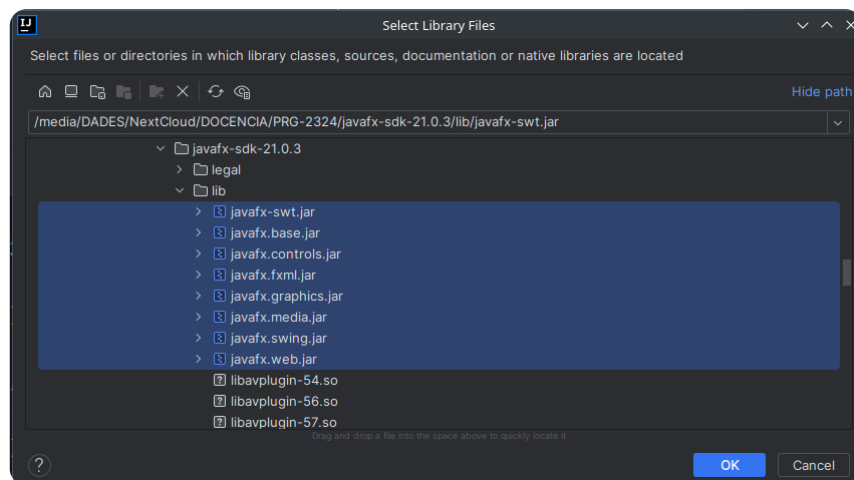 IJ
Select Library Files
Select files or directories in which library classes, sources, documentation or native libraries are located
Hide path
/media/DADES/NextCloud/DOCENCIA/PRG-2324/javafx-sdk-21.0.3/lib/javafx-swt.jar
javafx-sdk-21.0.3
legal
lib
javafx-swt.jar
javafx.base.jar
javafx.controls.jar
javafx.fxml.jar
javafx.graphics.jar
javafx.media.jar
javafx.swing.jar
javafx.web.jar
? libavplugin-54.so
? libavplugin-56.so
? libavplugin-57.so
Drag and drop a file into the space above to quickly locate it
? OK Cancel